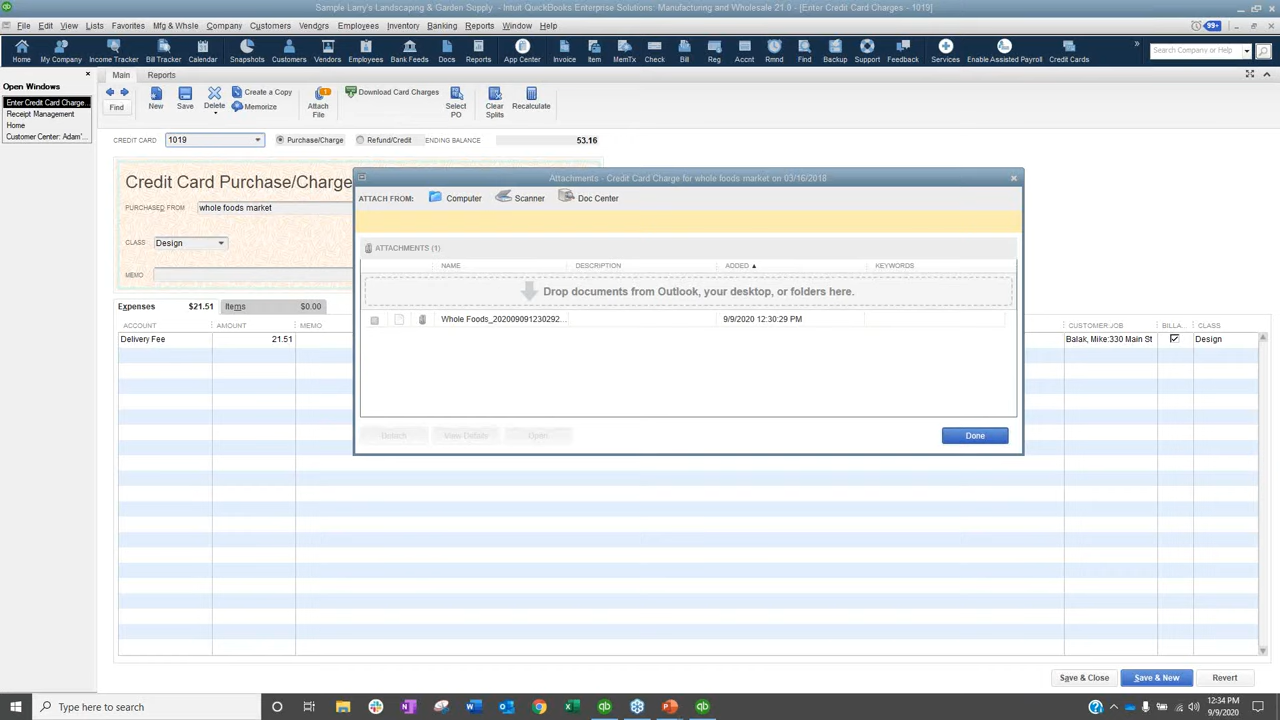 Sample Larry's Landscaping & Garden Supply - Intuit QuickBooks Enterprise Solutions: Manufacturing and Wholesale 21.0 - [Enter Credit Card Charges - 1019]
File Edit View Lists Favorites Mfg & Whsle Company Customers Vendors Employees Inventory Banking Reports Window Help 99+
Home My Company Income Tracker Bill Tracker Calendar Snapshots Customers Vendors Employees Bank Feeds Docs Reports App Center Invoice Item MemTx Check Bill Reg Accnt Rmnd Find Backup Support Feedback Services Enable Assisted Payroll Credit Cards » Search Company or Help
Open Windows
Enter Credit Card Charge...
Receipt Management
Home
Customer Center: Adam'...
Main Reports
Find
New
Save
Delete
Create a Copy
Memorize
Attach File
1
Download Card Charges
Select PO
Clear Splits
Recalculate
CREDIT CARD 1019 Purchase/Charge Refund/Credit ENDING BALANCE 53.16
Credit Card Purchase/Charge
PURCHASED FROM whole foods market
CLASS Design
MEMO
Attachments - Credit Card Charge for whole foods market on 03/16/2018
ATTACH FROM: Computer Scanner Doc Center
ATTACHMENTS (1)
NAME DESCRIPTION ADDED KEYWORDS
Drop documents from Outlook, your desktop, or folders here.
Whole Foods_202009091230292... 9/9/2020 12:30:29 PM
Detach View Details Open Done
Expenses $21.51 Items $0.00
ACCOUNT AMOUNT MEMO CUSTOMER:JOB BILLA... CLASS
Delivery Fee 21.51 Balak, Mike:330 Main St Design
Save & Close Save & New Revert
Type here to search
12:34 PM
9/9/2020